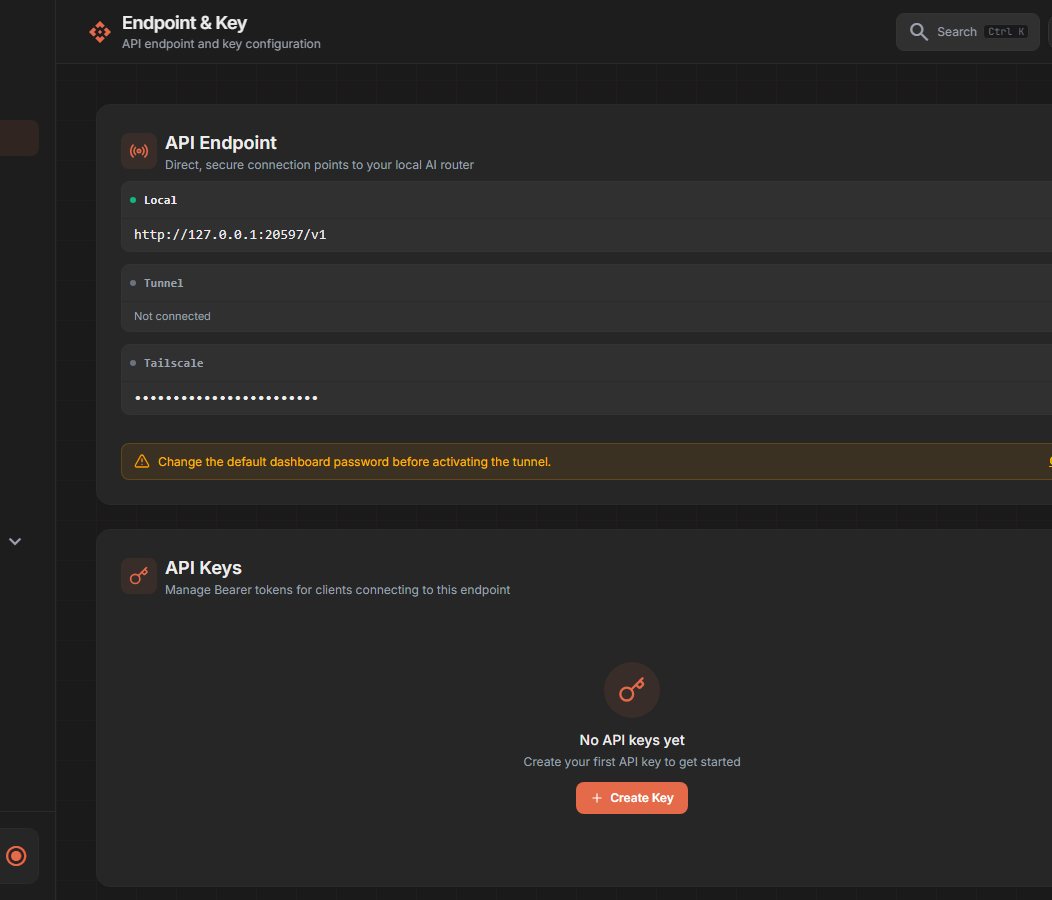 Endpoint & Key
API endpoint and key configuration
Search Ctrl K
API Endpoint
Direct, secure connection points to your local AI router
Local
http://127.0.0.1:20597/v1
Tunnel
Not connected
Tailscale
••••••••••••••••••••••••
Change the default dashboard password before activating the tunnel.
API Keys
Manage Bearer tokens for clients connecting to this endpoint
No API keys yet
Create your first API key to get started
+ Create Key